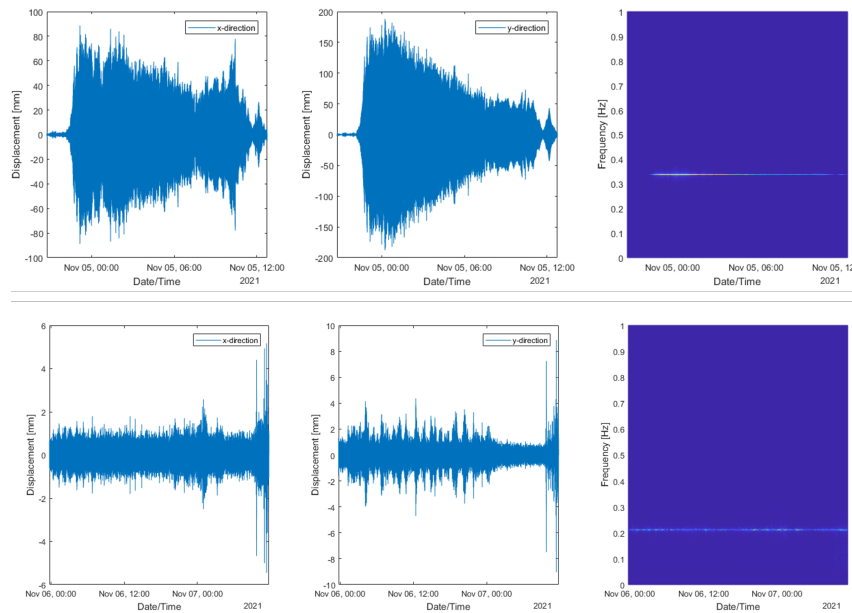 100
80
60
40
20
0
-20
-40
-60
-80
-100
Displacement [mm]
x-direction
Nov 05, 00:00
Nov 05, 06:00
Nov 05, 12:00
Date/Time
2021
200
150
100
50
0
-50
-100
-150
-200
Displacement [mm]
y-direction
Nov 05, 00:00
Nov 05, 06:00
Nov 05, 12:00
Date/Time
2021
1
0.9
0.8
0.7
0.6
0.5
0.4
0.3
0.2
0.1
0
Frequency [Hz]
Nov 05, 00:00
Nov 05, 06:00
Nov 05, 12
Date/Time
2021
6
4
2
0
-2
-4
-6
Displacement [mm]
x-direction
Nov 06, 00:00
Nov 06, 12:00
Nov 07, 00:00
Date/Time
2021
10
8
6
4
2
0
-2
-4
-6
-8
-10
Displacement [mm]
y-direction
Nov 06, 00:00
Nov 06, 12:00
Nov 07, 00:00
Date/Time
2021
1
0.9
0.8
0.7
0.6
0.5
0.4
0.3
0.2
0.1
0
Frequency [Hz]
Nov 06, 00:00
Nov 06, 12:00
Nov 07, 00:00
Date/Time
2021